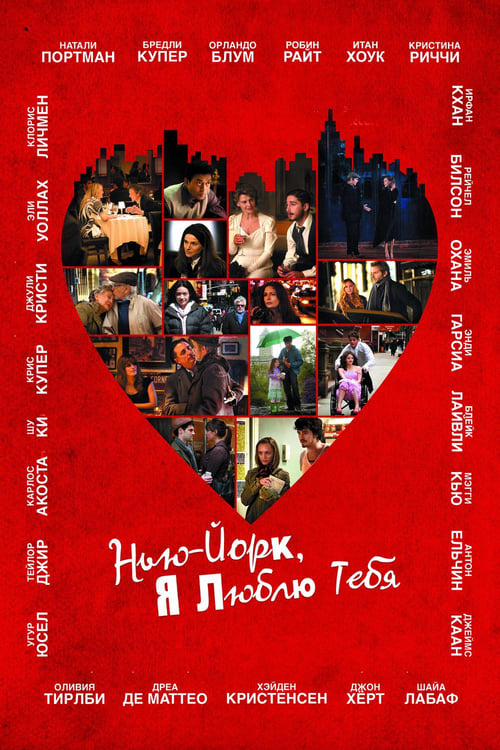 НАТАЛИ
ПОРТМАН
БРЕДЛИ
КУПЕР
ОРЛАНДО
БЛУМ
РОБИН
РАЙТ
ИТАН
ХОУК
КРИСТИНА
РИЧЧИ
КЛОРИС
ЛИЧМЕН
ЭЛИ
УОЛЛАХ
ДЖУЛИ
КРИСТИ
КРИС
КУПЕР
ШУ
КИ
КАРЛОС
АКОСТА
ТЕЙЛОР
ДЖИР
УГУР
ЮСЕЛ
ИРФАН
КХАН
РЕЙЧЕЛ
БИЛСОН
ЭМИЛЬ
ОХАНА
ЭНДИ
ГАРСИА
БЛЕЙК
ЛАЙВЛИ
МЭГГИ
КЬЮ
АНТОН
ЕЛЬЧИН
ДЖЕЙМС
КААН
Нью-Йорк,
Я Люблю Тебя
ОЛИВИЯ
ТИРЛБИ
ДРЕА
ДЕ МАТТЕО
ХЭЙДЕН
КРИСТЕНСЕН
ДЖОН
ХЁРТ
ШАЙА
ЛАБАФ